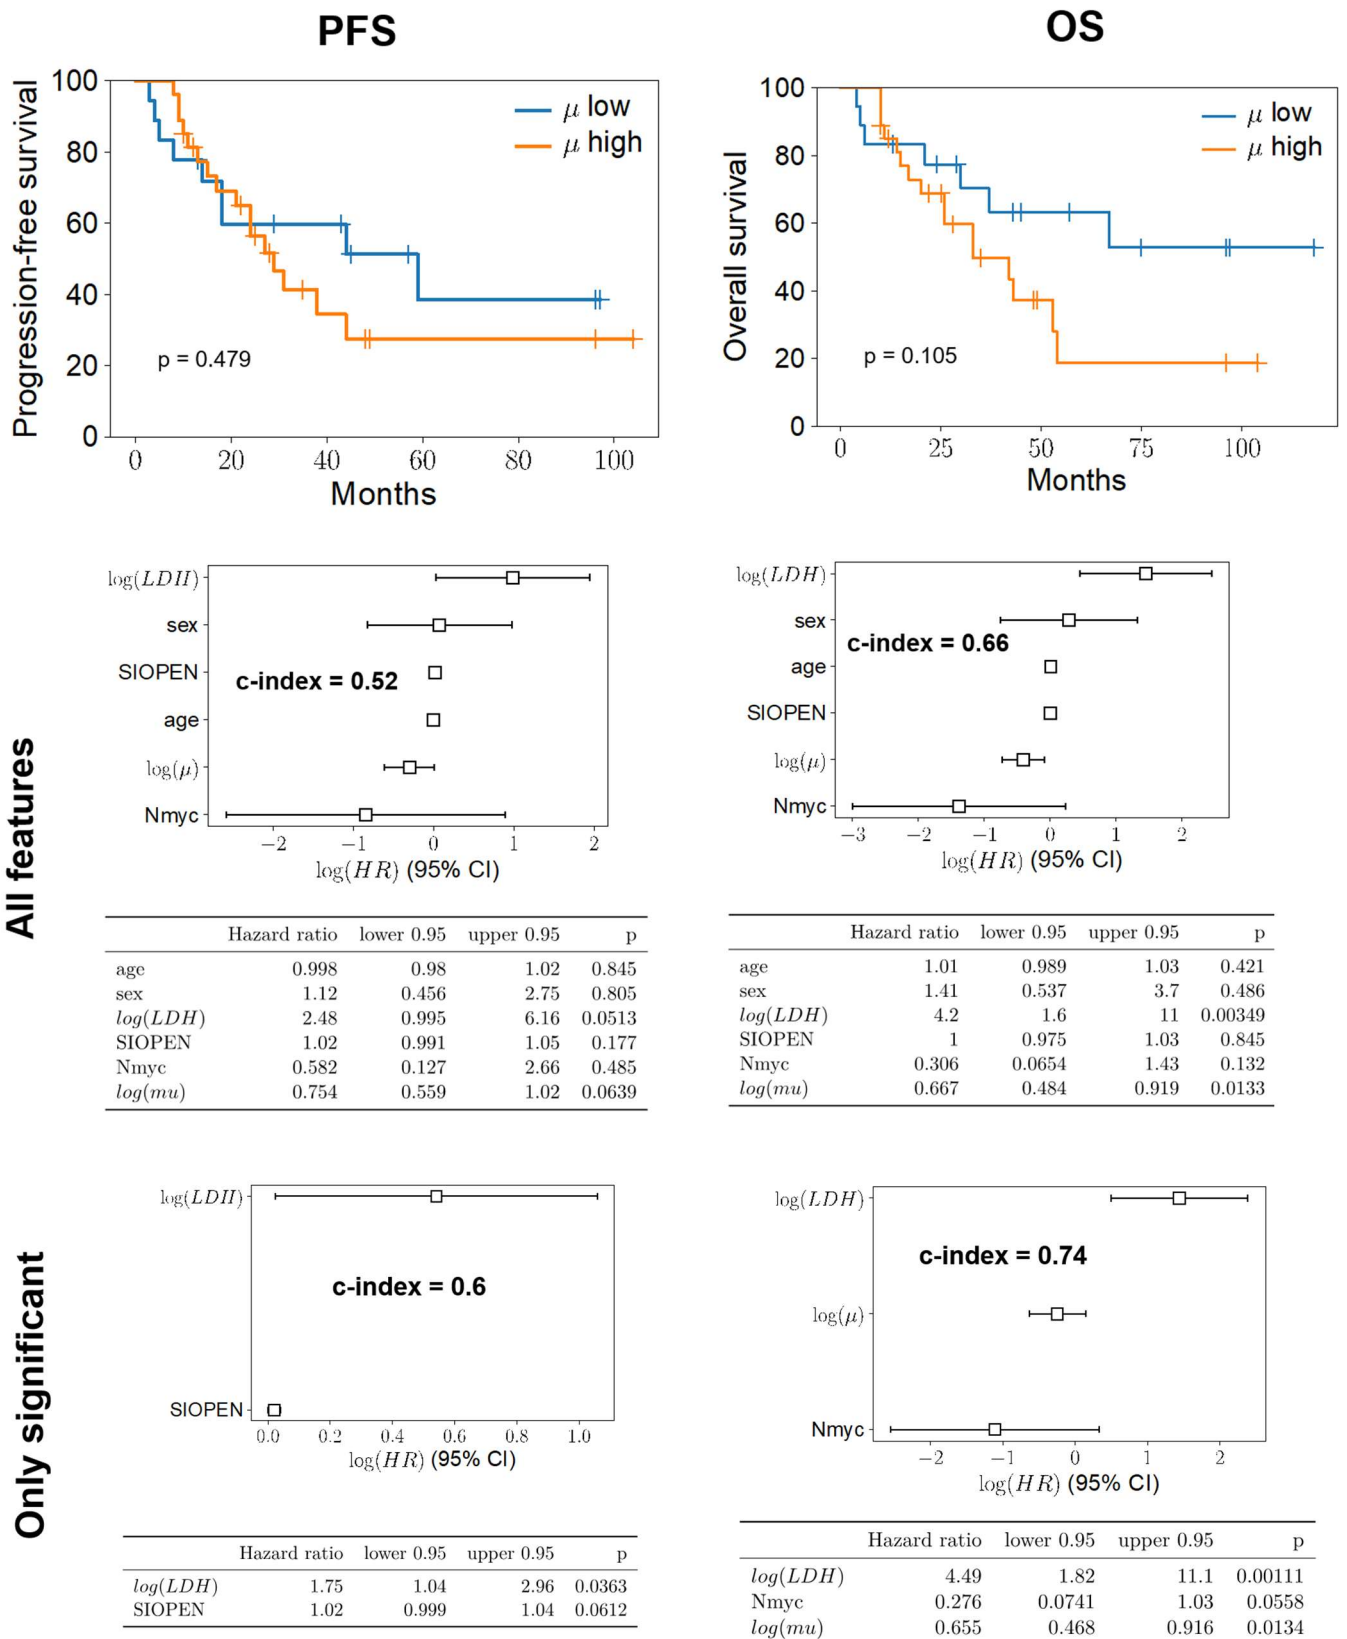 PFS
OS
Progression-free survival
100
80
60
40
20
0
μ low
μ high
p = 0.479
0 20 40 60 80 100
Months
Overall survival
100
80
60
40
20
0
μ low
μ high
p = 0.105
0 25 50 75 100
Months
All features
log(LDH)
sex
SIOPEN
age
log(μ)
Nmyc
c-index = 0.52
−2 −1 0 1 2
log(HR) (95% CI)
log(LDH)
sex
age
SIOPEN
log(μ)
Nmyc
c-index = 0.66
−3 −2 −1 0 1 2
log(HR) (95% CI)
Hazard ratio lower 0.95 upper 0.95 p
age 0.998 0.98 1.02 0.845
sex 1.12 0.456 2.75 0.805
log(LDH) 2.48 0.995 6.16 0.0513
SIOPEN 1.02 0.991 1.05 0.177
Nmyc 0.582 0.127 2.66 0.485
log(mu) 0.754 0.559 1.02 0.0639
Hazard ratio lower 0.95 upper 0.95 p
age 1.01 0.989 1.03 0.421
sex 1.41 0.537 3.7 0.486
log(LDH) 4.2 1.6 11 0.00349
SIOPEN 1 0.975 1.03 0.845
Nmyc 0.306 0.0654 1.43 0.132
log(mu) 0.667 0.484 0.919 0.0133
Only significant
log(LDH)
SIOPEN
c-index = 0.6
0.0 0.2 0.4 0.6 0.8 1.0
log(HR) (95% CI)
log(LDH)
log(μ)
Nmyc
c-index = 0.74
−2 −1 0 1 2
log(HR) (95% CI)
Hazard ratio lower 0.95 upper 0.95 p
log(LDH) 1.75 1.04 2.96 0.0363
SIOPEN 1.02 0.999 1.04 0.0612
Hazard ratio lower 0.95 upper 0.95 p
log(LDH) 4.49 1.82 11.1 0.00111
Nmyc 0.276 0.0741 1.03 0.0558
log(mu) 0.655 0.468 0.916 0.0134